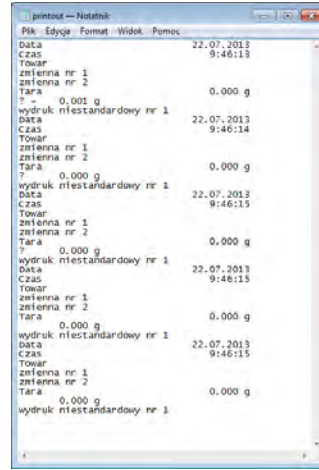 printout — Notatnik
Plik Edycja Format Widok Pomoc
Data 22.07.2013
Czas 9:46:13
Towar
zmienna nr 1
zmienna nr 2
Tara 0.000 g
? - 0.001 g
wydruk niestandardowy nr 1
Data 22.07.2013
Czas 9:46:14
Towar
zmienna nr 1
zmienna nr 2
Tara 0.000 g
? 0.000 g
wydruk niestandardowy nr 1
Data 22.07.2013
Czas 9:46:15
Towar
zmienna nr 1
zmienna nr 2
Tara 0.000 g
? 0.000 g
wydruk niestandardowy nr 1
Data 22.07.2013
Czas 9:46:15
Towar
zmienna nr 1
zmienna nr 2
Tara 0.000 g
0.000 g
wydruk niestandardowy nr 1
Data 22.07.2013
Czas 9:46:15
Towar
zmienna nr 1
zmienna nr 2
Tara 0.000 g
0.000 g
wydruk niestandardowy nr 1